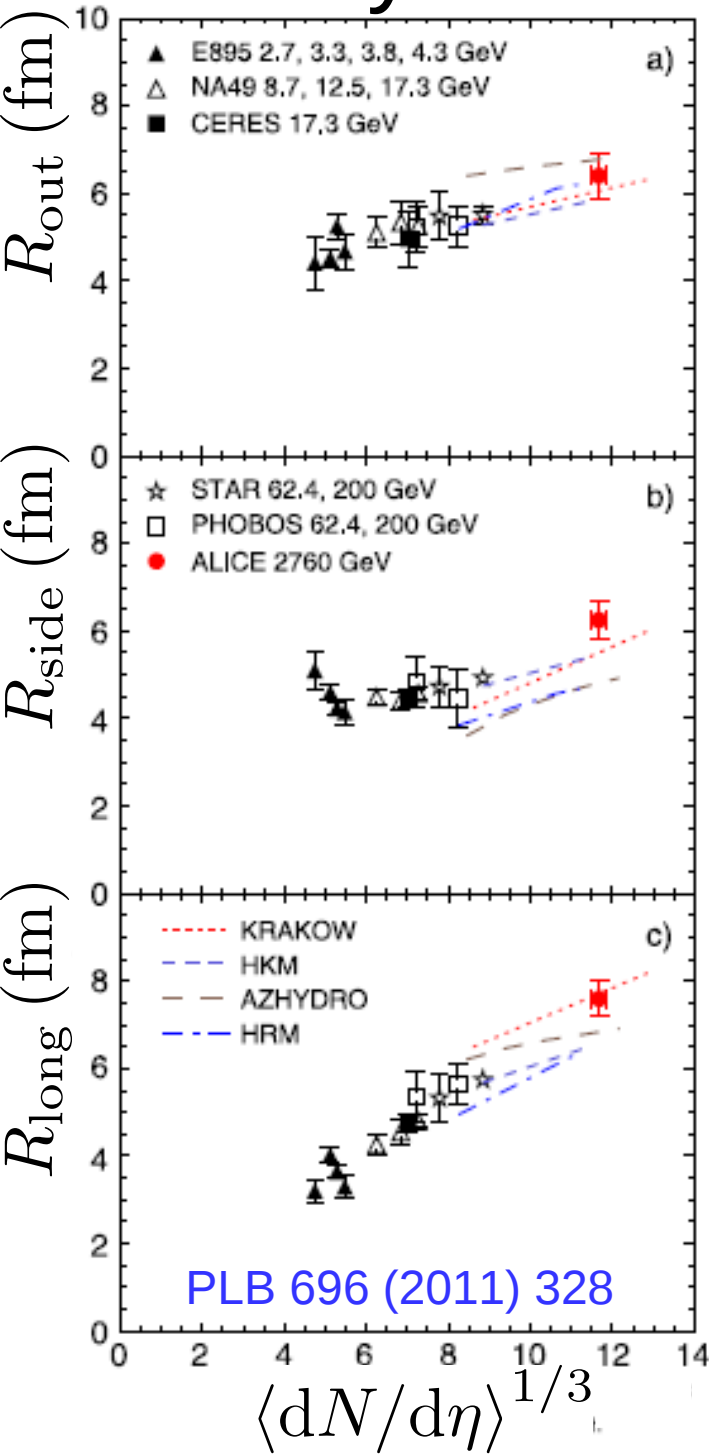 R_out (fm)
10
8
6
4
2
0
E895 2.7, 3.3, 3.8, 4.3 GeV
NA49 8.7, 12.5, 17.3 GeV
CERES 17.3 GeV
a)
R_side (fm)
8
6
4
2
0
STAR 62.4, 200 GeV
PHOBOS 62.4, 200 GeV
ALICE 2760 GeV
b)
R_long (fm)
8
6
4
2
0
KRAKOW
HKM
AZHYDRO
HRM
c)
PLB 696 (2011) 328
0 2 4 6 8 10 12 14
⟨dN/dη⟩^1/3